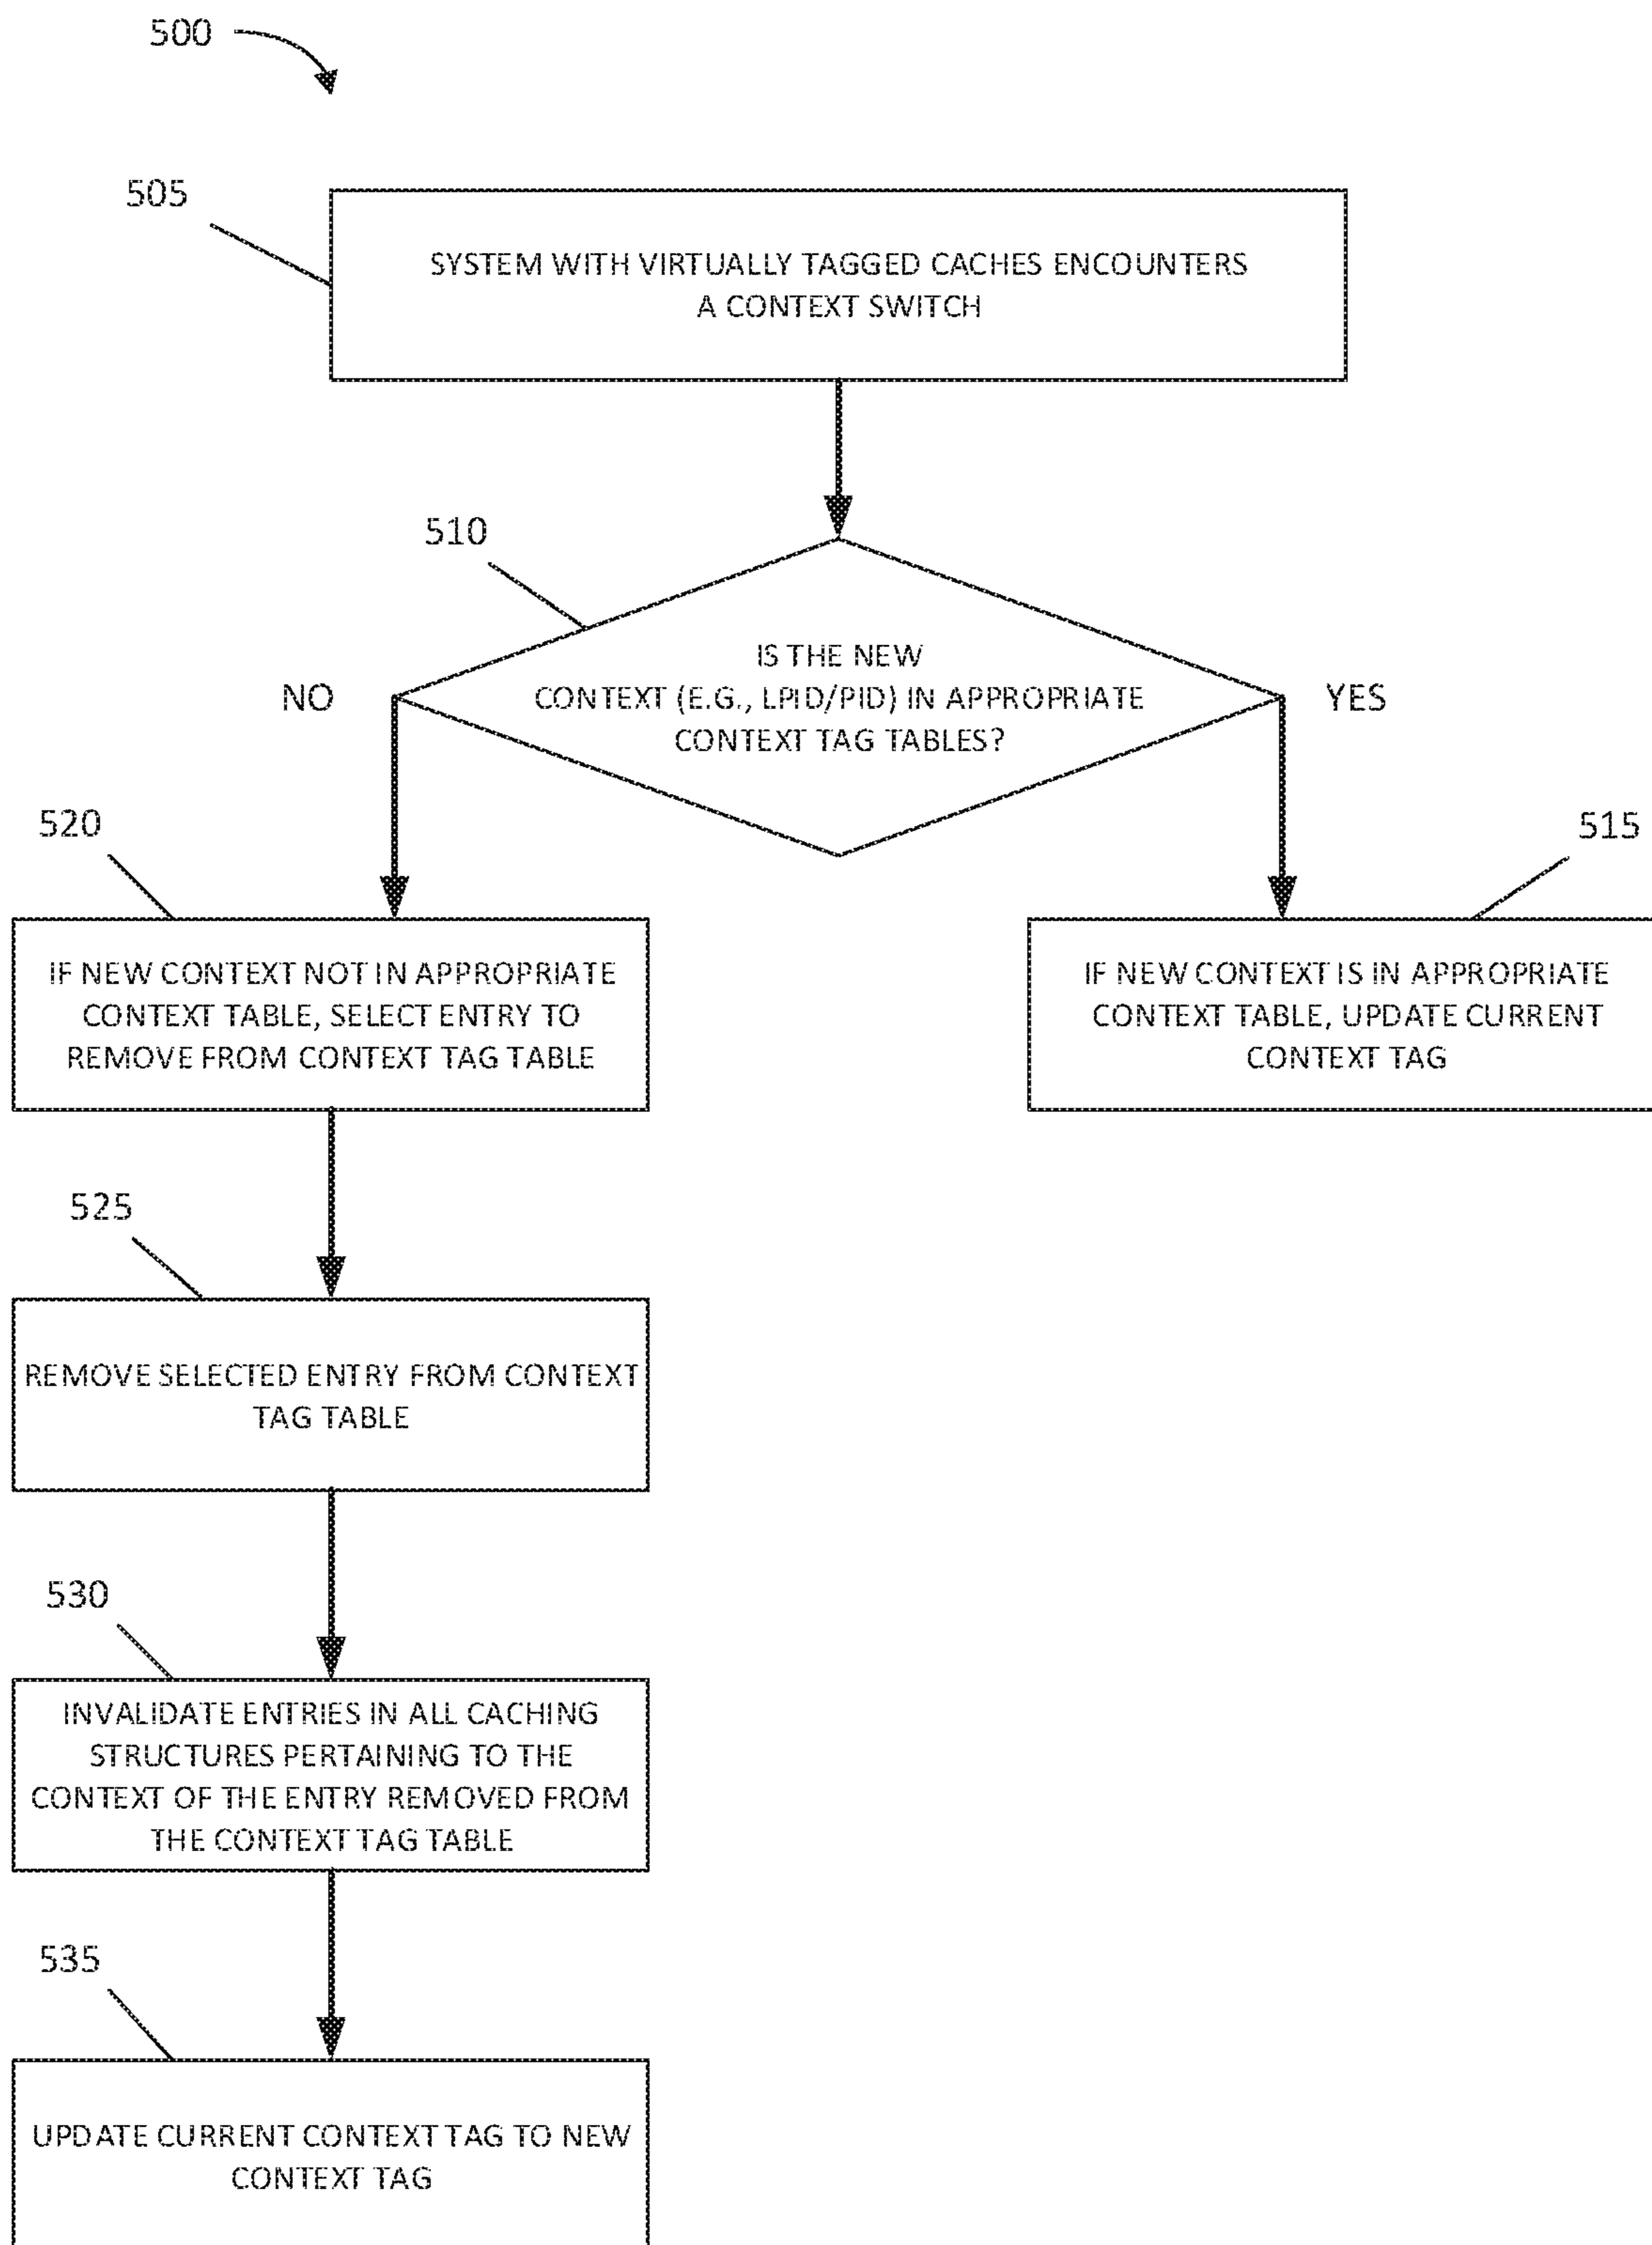 500
505
SYSTEM WITH VIRTUALLY TAGGED CACHES ENCOUNTERS
A CONTEXT SWITCH
510
IS THE NEW
CONTEXT (E.G., LPID/PID) IN APPROPRIATE
CONTEXT TAG TABLES?
NO
YES
520
IF NEW CONTEXT NOT IN APPROPRIATE
CONTEXT TABLE, SELECT ENTRY TO
REMOVE FROM CONTEXT TAG TABLE
515
IF NEW CONTEXT IS IN APPROPRIATE
CONTEXT TABLE, UPDATE CURRENT
CONTEXT TAG
525
REMOVE SELECTED ENTRY FROM CONTEXT
TAG TABLE
530
INVALIDATE ENTRIES IN ALL CACHING
STRUCTURES PERTAINING TO THE
CONTEXT OF THE ENTRY REMOVED FROM
THE CONTEXT TAG TABLE
535
UPDATE CURRENT CONTEXT TAG TO NEW
CONTEXT TAG